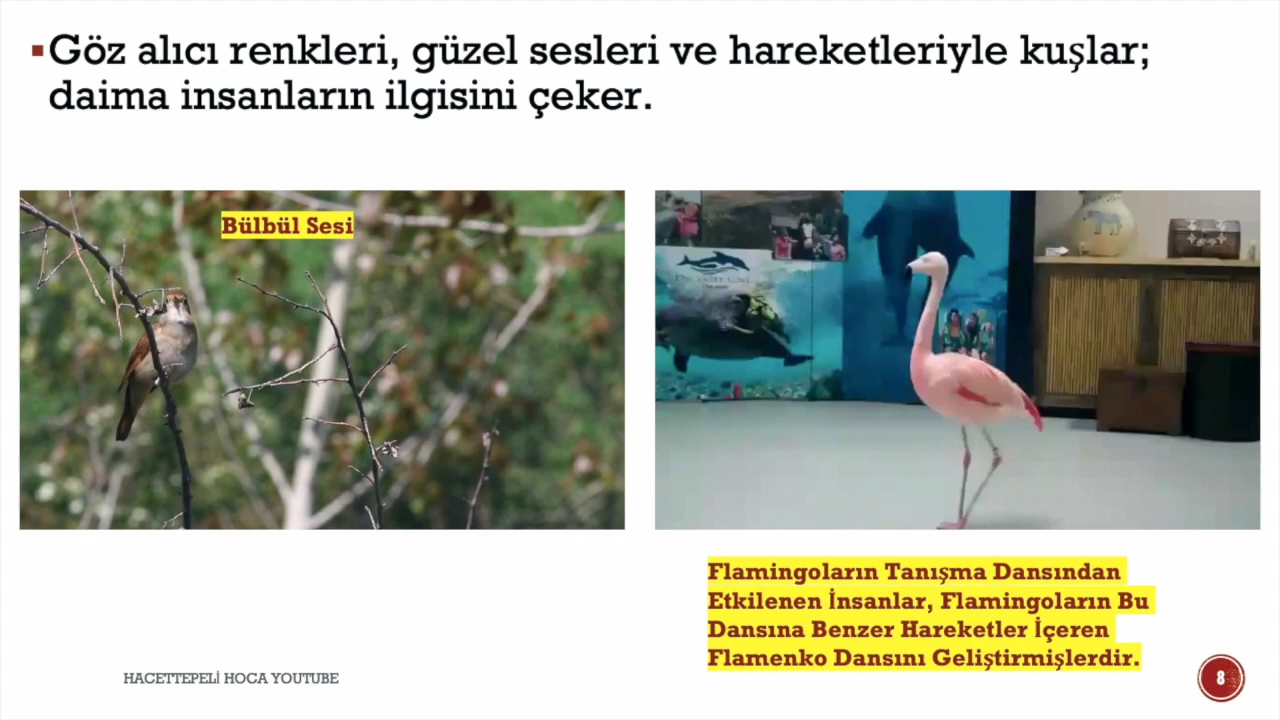 Göz alıcı renkleri, güzel sesleri ve hareketleriyle kuşlar;
daima insanların ilgisini çeker.
Bülbül Sesi
Flamingoların Tanışma Dansından
Etkilenen İnsanlar, Flamingoların Bu
Dansına Benzer Hareketler İçeren
Flamenko Dansını Geliştirmişlerdir.
HACETTEPELİ HOCA YOUTUBE
8